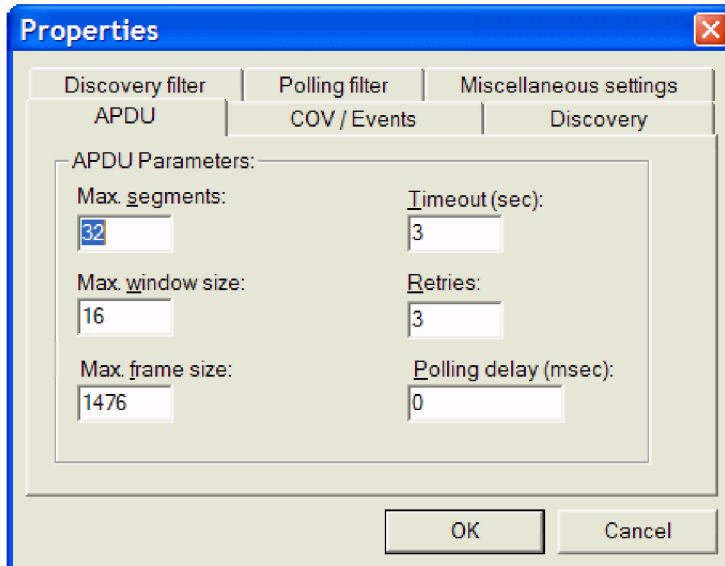 Properties
Discovery filter Polling filter Miscellaneous settings
APDU COV / Events Discovery
APDU Parameters:
Max. segments: Timeout (sec):
32 3
Max. window size: Retries:
16 3
Max. frame size: Polling delay (msec):
1476 0
OK Cancel